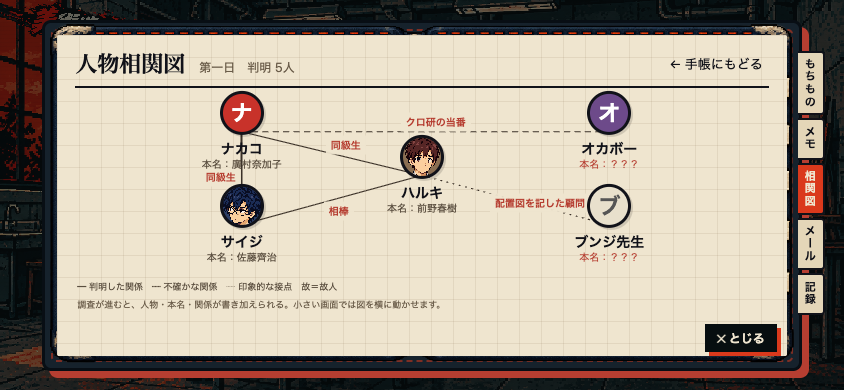 人物相関図 第一日 判明 5人
← 手帳にもどる
ナ
オ
クロ研の当番
ナカコ
本名：廣村奈加子
同級生
オカボー
本名：？？？
同級生
ハルキ
本名：前野春樹
相棒
配置図を記した顧問
ブ
サイジ
本名：佐藤齊治
ブンジ先生
本名：？？？
判明した関係 不確かな関係 印象的な接点 故＝故人
調査が進むと、人物・本名・関係が書き加えられる。小さい画面では図を横に動かせます。
×とじる
もちもの
メモ
相関図
メール
記録